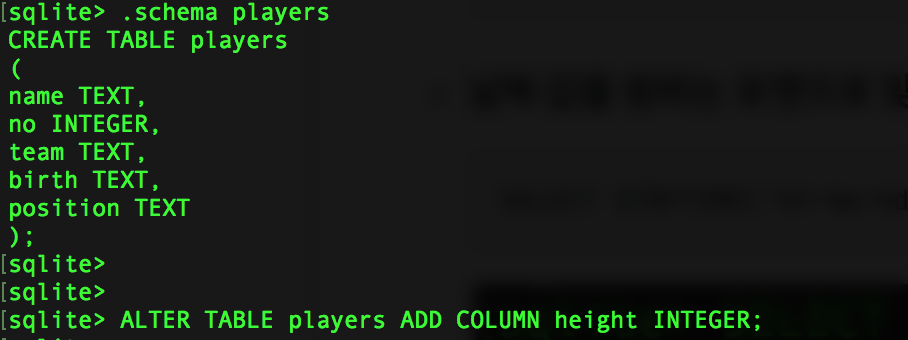 [sqlite> .schema players
CREATE TABLE players
(
name TEXT,
no INTEGER,
team TEXT,
birth TEXT,
position TEXT
);
[sqlite>
[sqlite>
[sqlite> ALTER TABLE players ADD COLUMN height INTEGER;